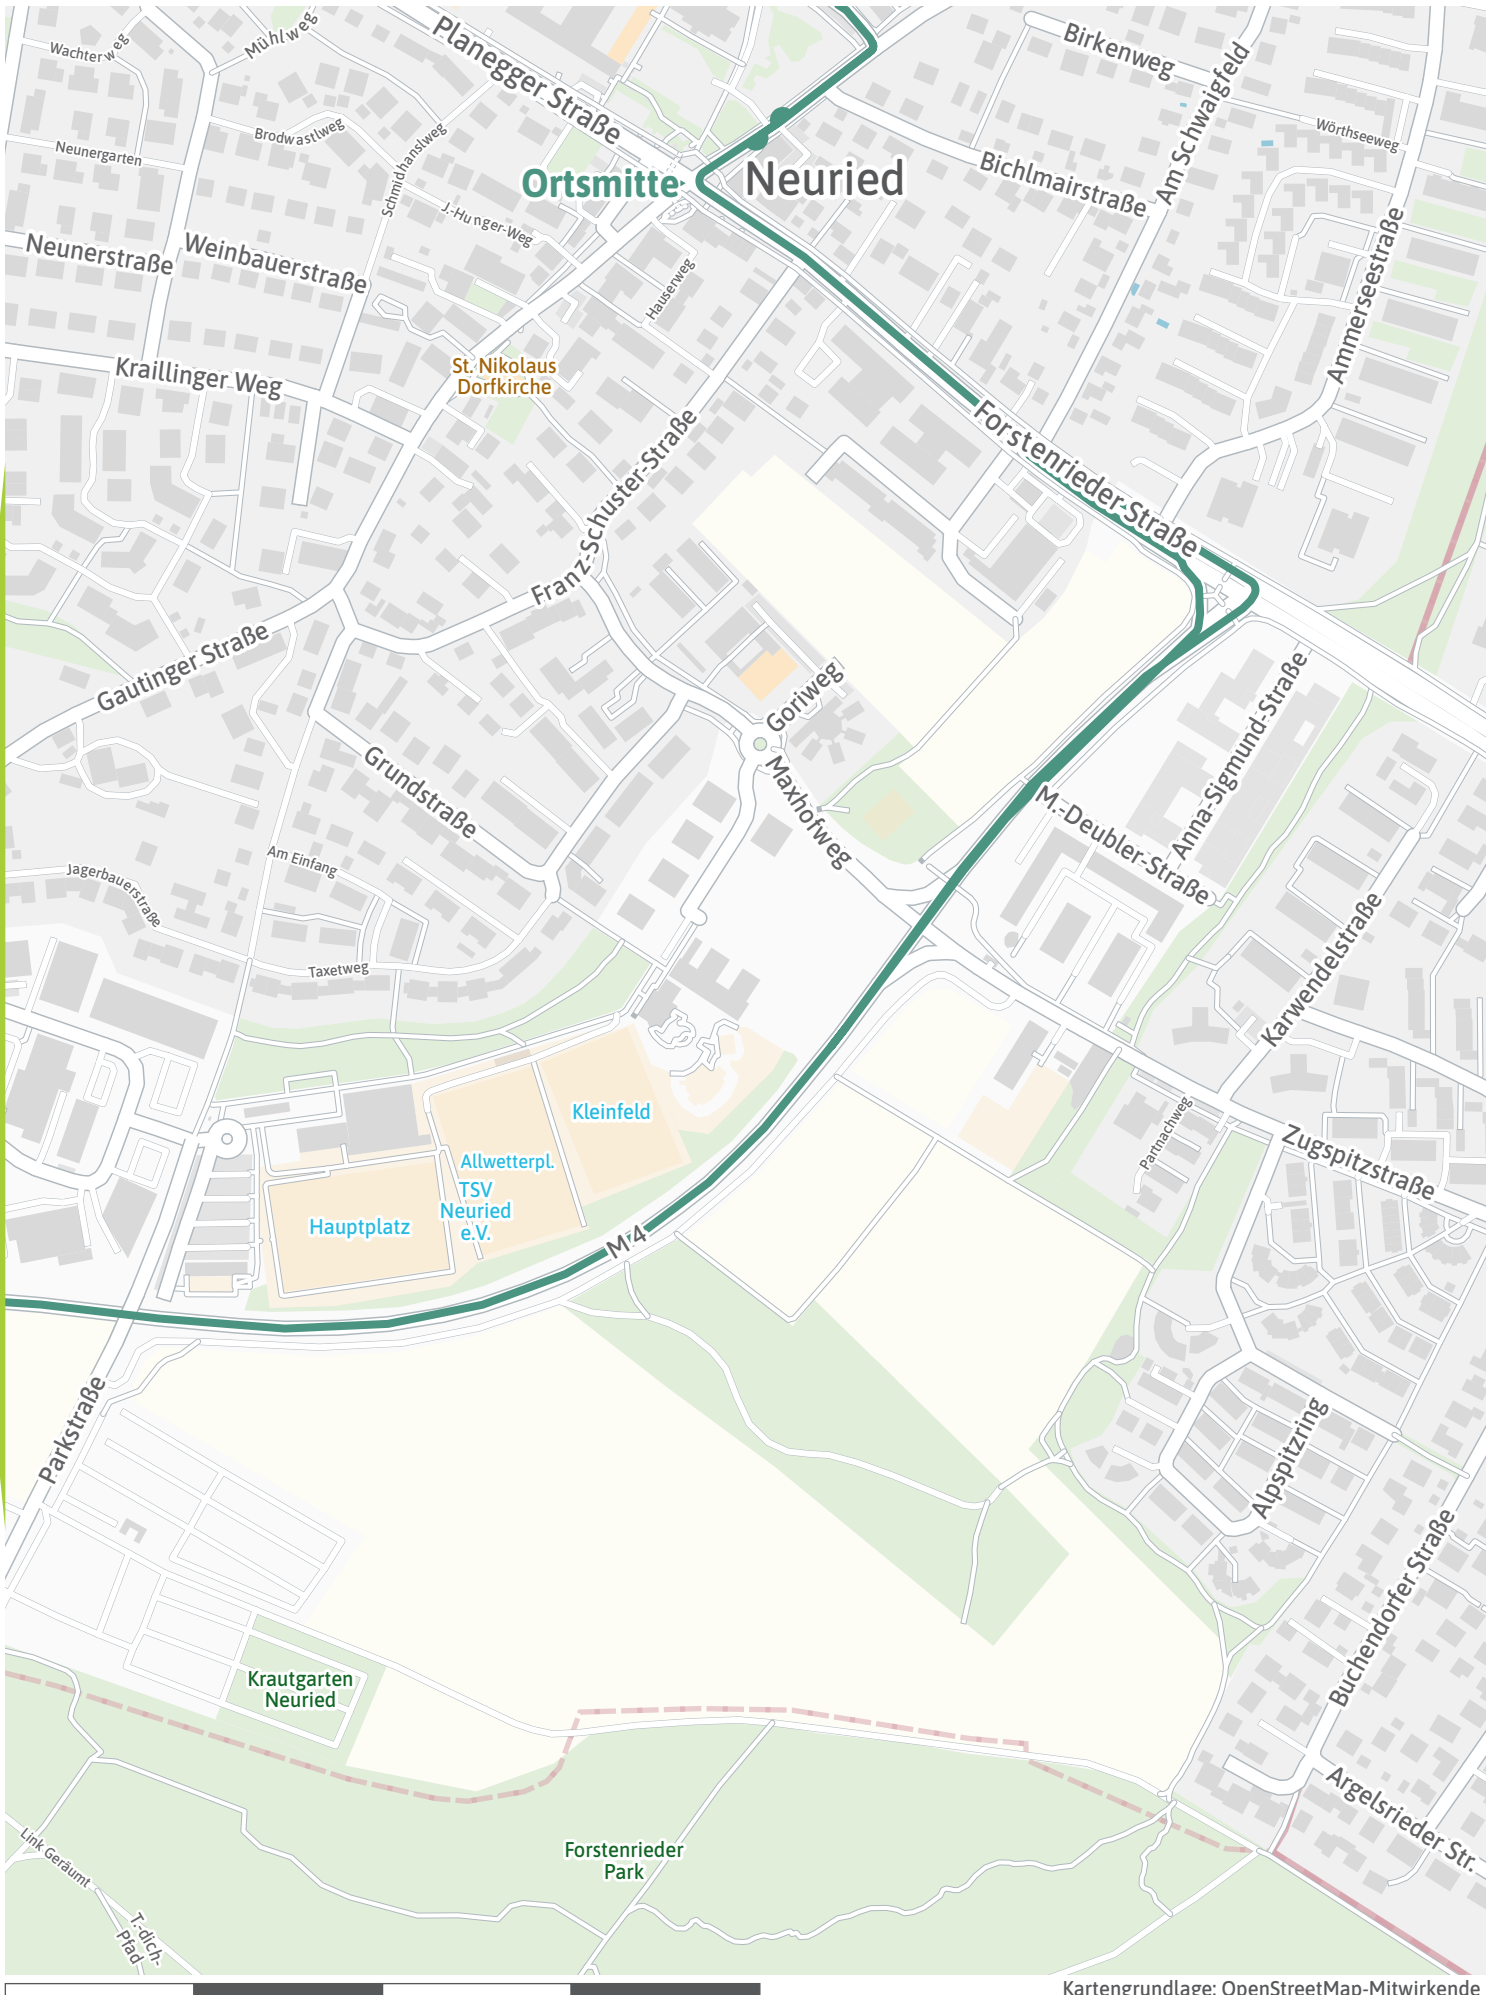 Planegger Straße
Mühlweg
Wachterweg
Birkenweg
Am Schwaigfeld
Brodwastlweg
Neunergarten
Schmidhanslweg
Wörthseeweg
Bichlmairstraße
Ortsmitte
Neuried
J.-Hunger-Weg
Neunerstraße
Weinbauerstraße
Hauserweg
Ammerseestraße
Kraillinger Weg
St. Nikolaus
Dorfkirche
Forstenrieder Straße
Franz-Schuster-Straße
Gautinger Straße
Goriweg
Anna-Sigmund-Straße
Grundstraße
Maxhofweg
M.-Deubler-Straße
Am Einfang
Jagerbauerstraße
Taxetweg
Karwendelstraße
Kleinfeld
Partnachweg
Zugspitzstraße
Allwetterpl.
TSV
Neuried
e.V.
Hauptplatz
M 4
Parkstraße
Alpspitzring
Buchendorfer Straße
Krautgarten
Neuried
Argelsrieder Str.
Link Geräumt
Forstenrieder
Park
T.-dich-
Pfad
Kartengrundlage: OpenStreetMap-Mitwirkende